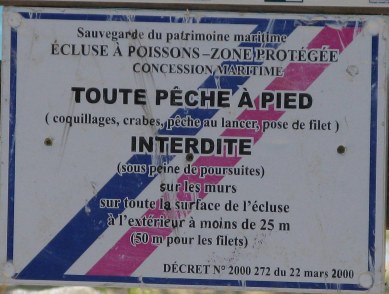 Sauvegarde du patrimoine maritime
ÉCLUSE À POISSONS – ZONE PROTÉGÉE
CONCESSION MARITIME
TOUTE PÊCHE À PIED
( coquillages, crabes, pêche au lancer, pose de filet )
INTERDITE
(sous peine de poursuites)
sur les murs
sur toute la surface de l'écluse
à l'extérieur à moins de 25 m
(50 m pour les filets)
DÉCRET N° 2000 272 du 22 mars 2000